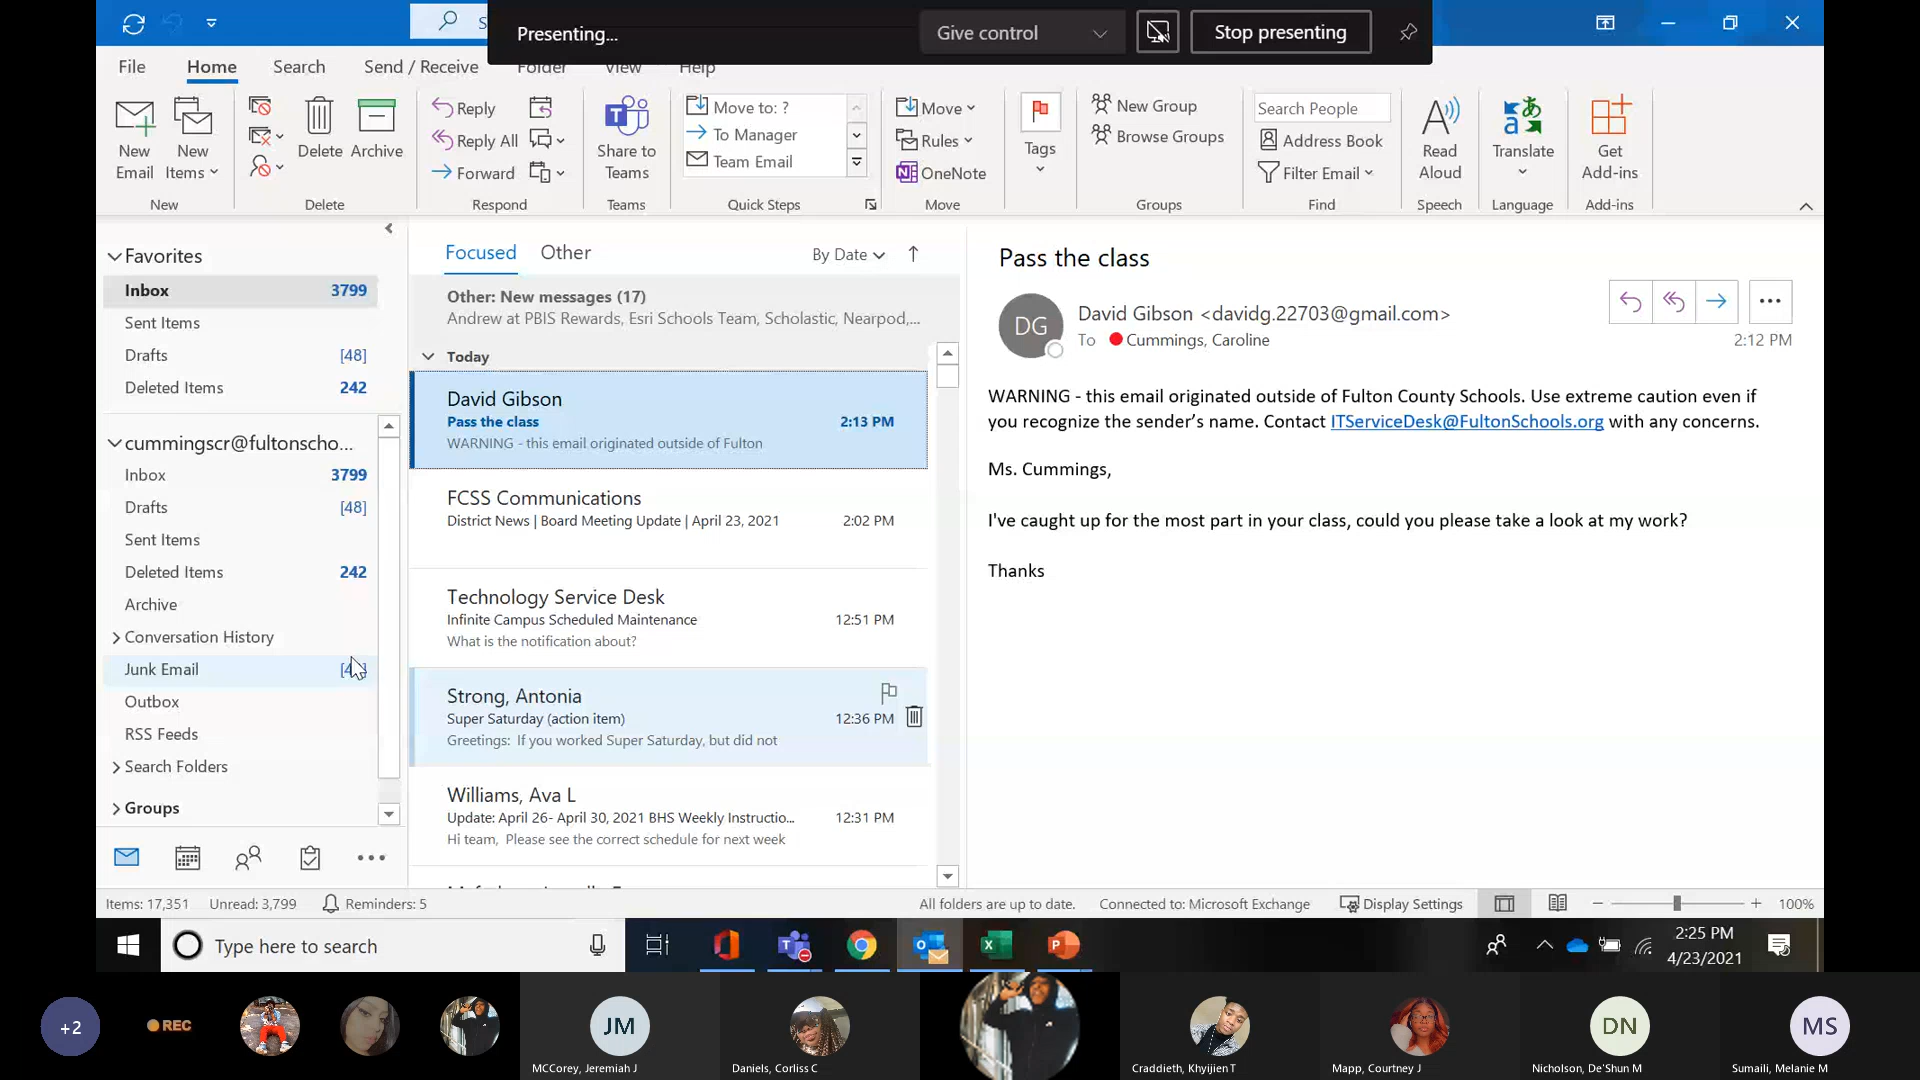 Presenting...
Give control
Stop presenting
File
Home
Search
Send / Receive
Folder
View
Help
New Email
New Items
New
Delete
Archive
Delete
Reply
Reply All
Forward
Respond
Share to Teams
Teams
Move to: ?
To Manager
Team Email
Quick Steps
Move
Rules
OneNote
Move
Tags
New Group
Browse Groups
Groups
Search People
Address Book
Filter Email
Find
Read Aloud
Speech
Translate
Language
Get Add-ins
Add-ins
Favorites
Inbox 3799
Sent Items
Drafts [48]
Deleted Items 242
cummingscr@fultonscho...
Inbox 3799
Drafts [48]
Sent Items
Deleted Items 242
Archive
Conversation History
Junk Email
Outbox
RSS Feeds
Search Folders
Groups
Focused
Other
By Date
Other: New messages (17)
Andrew at PBIS Rewards, Esri Schools Team, Scholastic, Nearpod,...
Today
David Gibson
Pass the class 2:13 PM
WARNING - this email originated outside of Fulton
FCSS Communications
District News | Board Meeting Update | April 23, 2021 2:02 PM
Technology Service Desk
Infinite Campus Scheduled Maintenance 12:51 PM
What is the notification about?
Strong, Antonia
Super Saturday (action item) 12:36 PM
Greetings: If you worked Super Saturday, but did not
Williams, Ava L
Update: April 26- April 30, 2021 BHS Weekly Instructio... 12:31 PM
Hi team, Please see the correct schedule for next week
Pass the class
DG
David Gibson <davidg.22703@gmail.com>
To Cummings, Caroline
2:12 PM
WARNING - this email originated outside of Fulton County Schools. Use extreme caution even if
you recognize the sender's name. Contact ITServiceDesk@FultonSchools.org with any concerns.
Ms. Cummings,
I've caught up for the most part in your class, could you please take a look at my work?
Thanks
Items: 17,351
Unread: 3,799
Reminders: 5
All folders are up to date.
Connected to: Microsoft Exchange
Display Settings
100%
Type here to search
2:25 PM
4/23/2021
+2
REC
JM
MCCorey, Jeremiah J
Daniels, Corliss C
Craddieth, Khyijien T
Mapp, Courtney J
DN
Nicholson, De'Shun M
MS
Sumaili, Melanie M